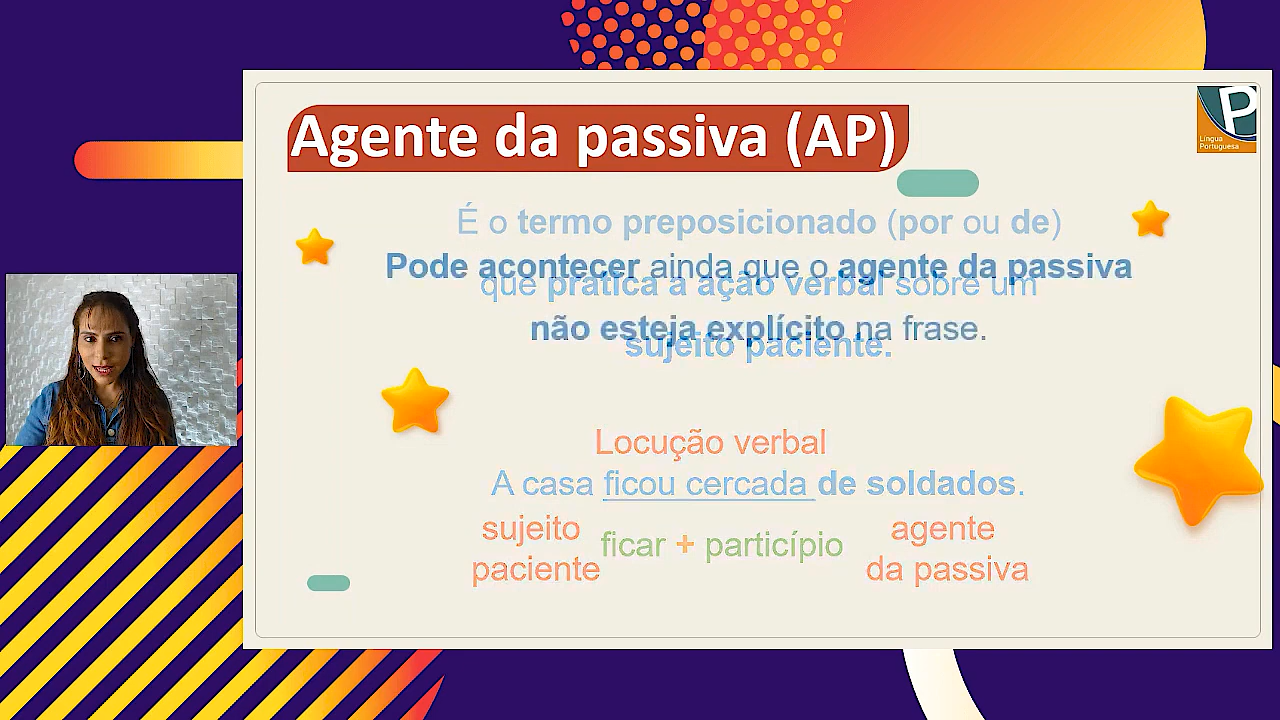 Agente da passiva (AP)
Língua
Portuguesa
É o termo preposicionado (por ou de)
Pode acontecer ainda que o agente da passiva
que pratica a ação verbal sobre um
não esteja explícito na frase.
sujeito paciente.
Locução verbal
A casa ficou cercada de soldados.
sujeito
paciente
ficar + particípio
agente
da passiva